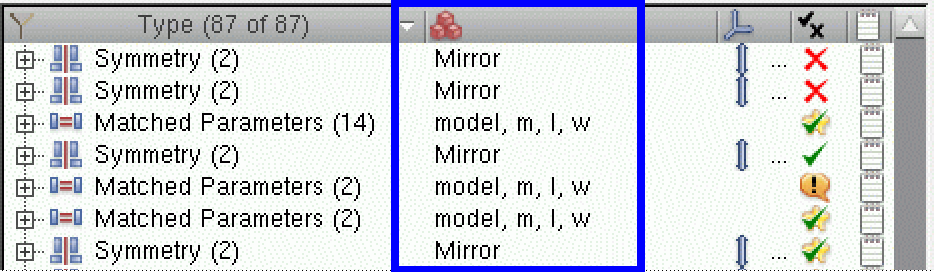 Type (87 of 87)
Symmetry (2) Mirror ...
Symmetry (2) Mirror ...
Matched Parameters (14) model, m, l, w
Symmetry (2) Mirror ...
Matched Parameters (2) model, m, l, w
Matched Parameters (2) model, m, l, w
Symmetry (2) Mirror ...